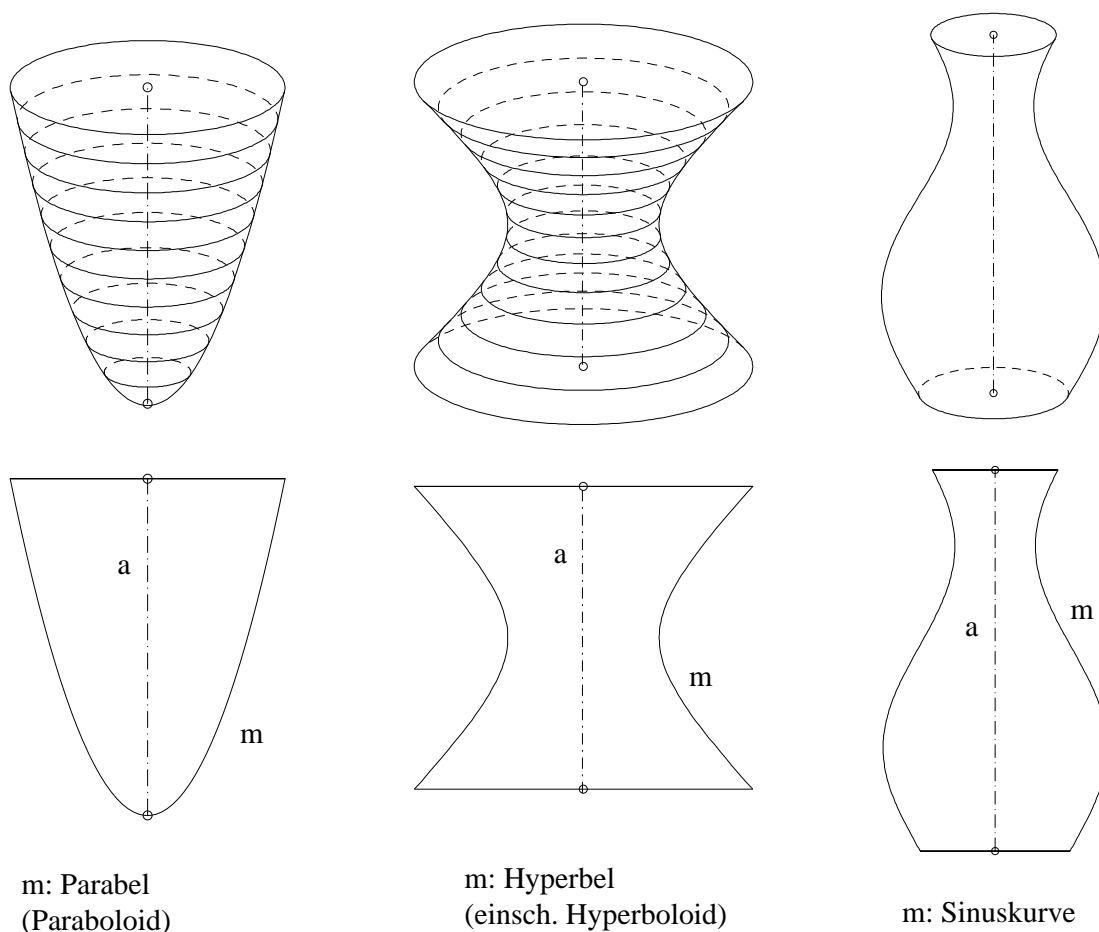 a
m
m: Parabel
(Paraboloid)
a
m
m: Hyperbel
(einsch. Hyperboloid)
a
m
m: Sinuskurve